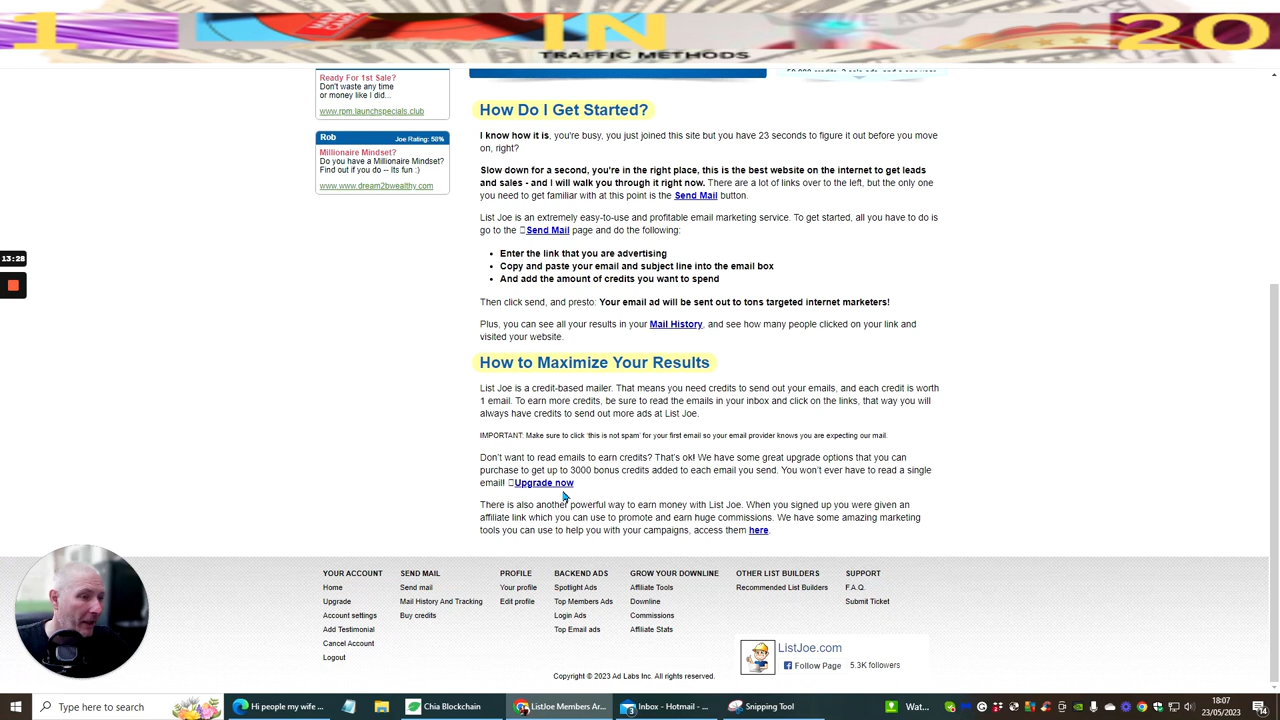 1 IN 20
TRAFFIC METHODS
Ready For 1st Sale?
Don't waste any time
or money like I did...
www.rpm.launchspecials.club
Rob Joe Rating: 58%
Millionaire Mindset?
Do you have a Millionaire Mindset?
Find out if you do -- Its fun :)
www.www.dream2bwealthy.com
How Do I Get Started?
I know how it is, you're busy, you just joined this site but you have 23 seconds to figure it out before you move
on, right?
Slow down for a second, you're in the right place, this is the best website on the internet to get leads
and sales - and I will walk you through it right now. There are a lot of links over to the left, but the only one
you need to get familiar with at this point is the Send Mail button.
List Joe is an extremely easy-to-use and profitable email marketing service. To get started, all you have to do is
go to the Send Mail page and do the following:
• Enter the link that you are advertising
• Copy and paste your email and subject line into the email box
• And add the amount of credits you want to spend
Then click send, and presto: Your email ad will be sent out to tons targeted internet marketers!
Plus, you can see all your results in your Mail History, and see how many people clicked on your link and
visited your website.
How to Maximize Your Results
List Joe is a credit-based mailer. That means you need credits to send out your emails, and each credit is worth
1 email. To earn more credits, be sure to read the emails in your inbox and click on the links, that way you will
always have credits to send out more ads at List Joe.
IMPORTANT: Make sure to click 'this is not spam' for your first email so your email provider knows you are expecting our mail.
Don't want to read emails to earn credits? That's ok! We have some great upgrade options that you can
purchase to get up to 3000 bonus credits added to each email you send. You won't ever have to read a single
email! Upgrade now
There is also another powerful way to earn money with List Joe. When you signed up you were given an
affiliate link which you can use to promote and earn huge commissions. We have some amazing marketing
tools you can use to help you with your campaigns, access them here.
13:28
YOUR ACCOUNT SEND MAIL PROFILE BACKEND ADS GROW YOUR DOWNLINE OTHER LIST BUILDERS SUPPORT
Home Send mail Your profile Spotlight Ads Affiliate Tools Recommended List Builders F.A.Q.
Upgrade Mail History And Tracking Edit profile Top Members Ads Downline Submit Ticket
Account settings Buy credits Login Ads Commissions
Add Testimonial Top Email ads Affiliate Stats
Cancel Account
Logout
ListJoe.com
Follow Page 5.3K followers
Copyright © 2023 Ad Labs Inc. All rights reserved.
Type here to search
Hi people my wife ...
Chia Blockchain
ListJoe Members Ar...
Inbox - Hotmail - ...
Snipping Tool
Wat...
18:07
23/05/2023